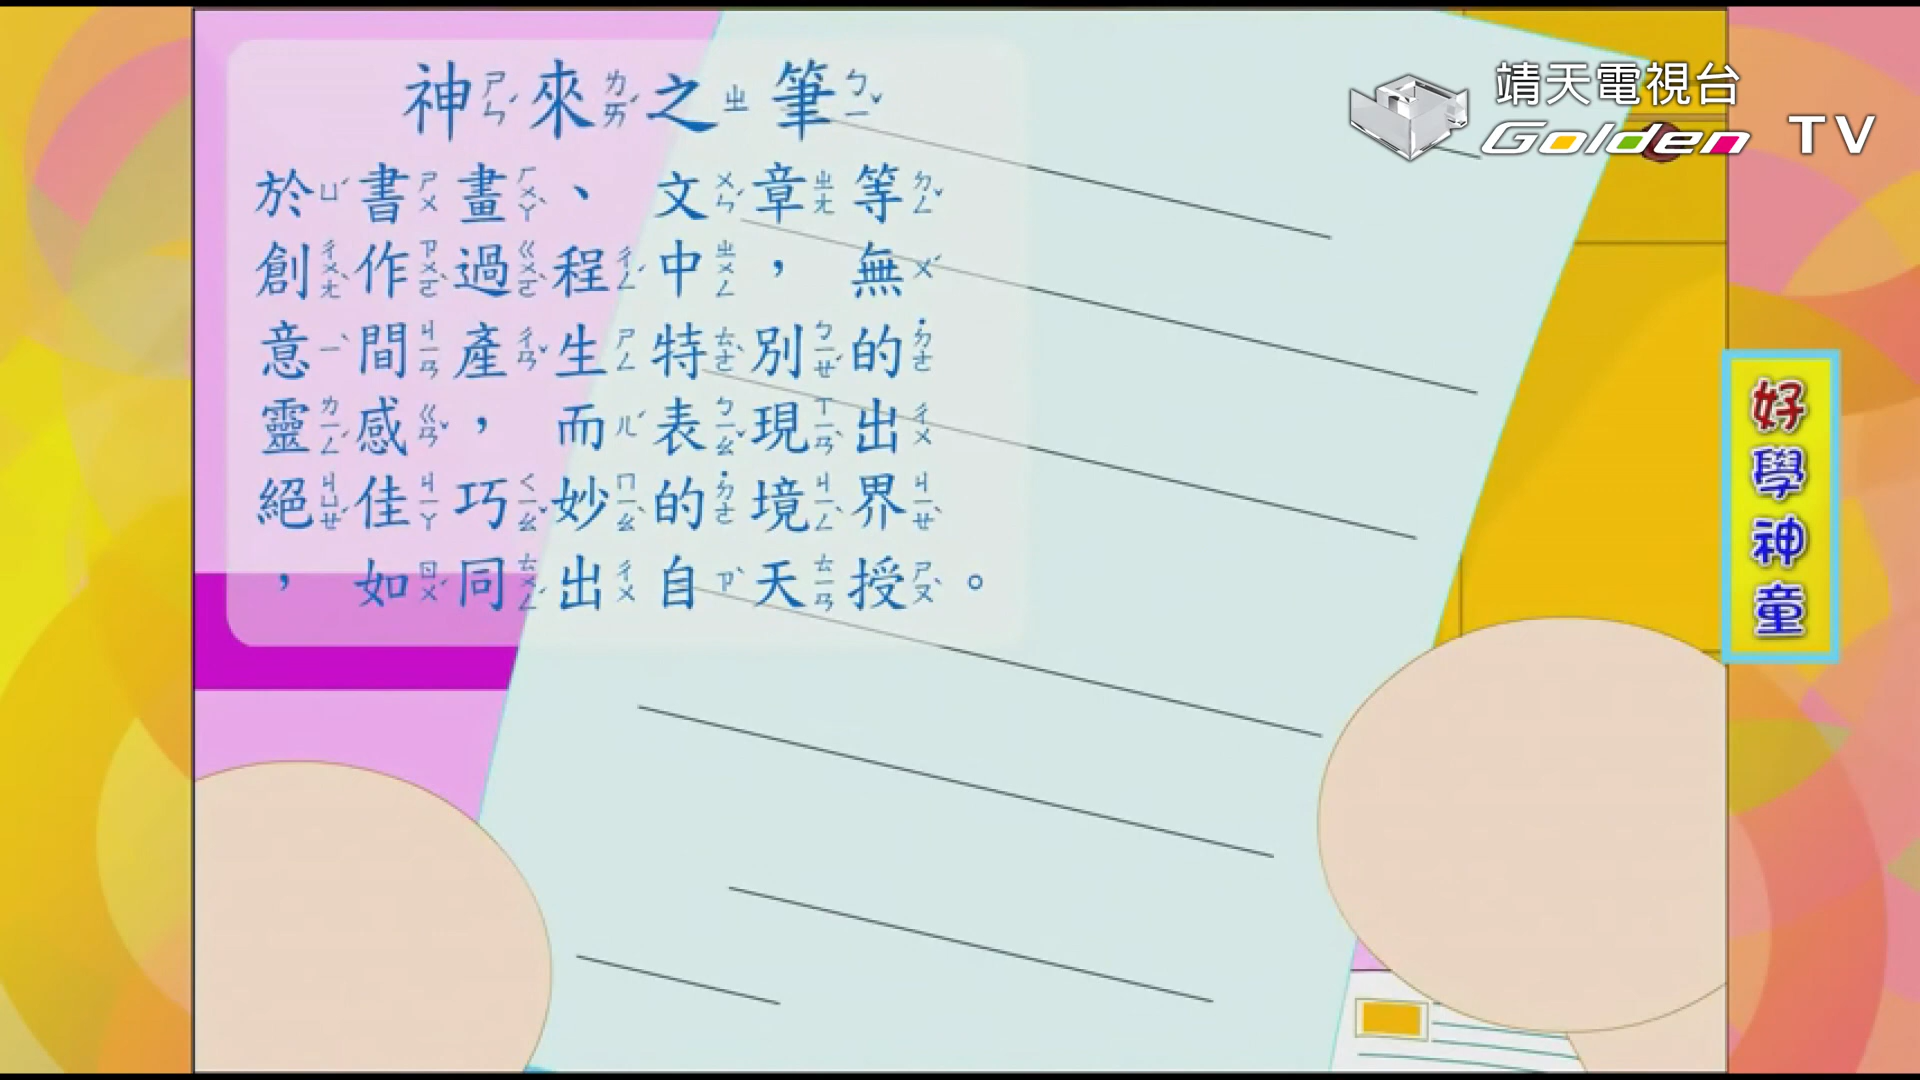 神來之筆
於書畫、文章等
創作過程中，無
意間產生特別的
靈感，而表現出
絕佳巧妙的境界
，如同出自天授。
靖天電視台
Golden TV
好學神童